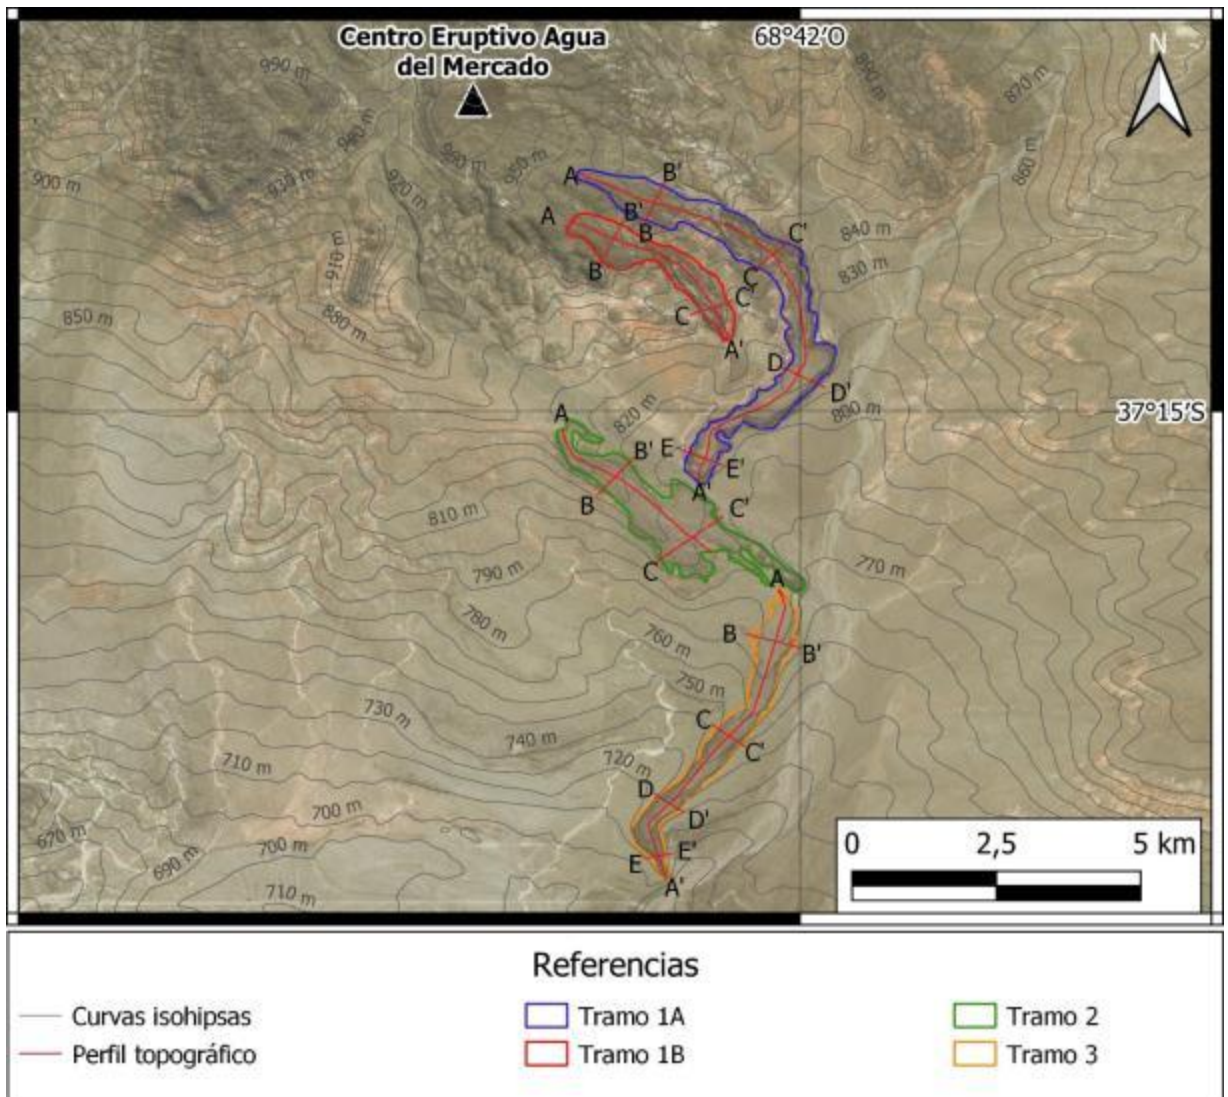 Centro Eruptivo Agua
del Mercado
68°42'O
N
990 m
890 m
870 m
990 m
960 m
950 m
860 m
900 m
930 m
920 m
A
B'
A
B'
B
C'
840 m
910 m
B
C
830 m
850 m
880 m
C
C'
A'
D
D'
37°15'S
A
820 m
800 m
E
B'
E'
A'
B
810 m
C'
790 m
C
A
770 m
780 m
760 m
B
B'
750 m
730 m
C
740 m
C'
710 m
720 m
D
700 m
D'
670 m
700 m
690 m
E
E'
A'
710 m
0
2,5
5 km
Referencias
Curvas isohipsas
Tramo 1A
Tramo 2
Perfil topográfico
Tramo 1B
Tramo 3